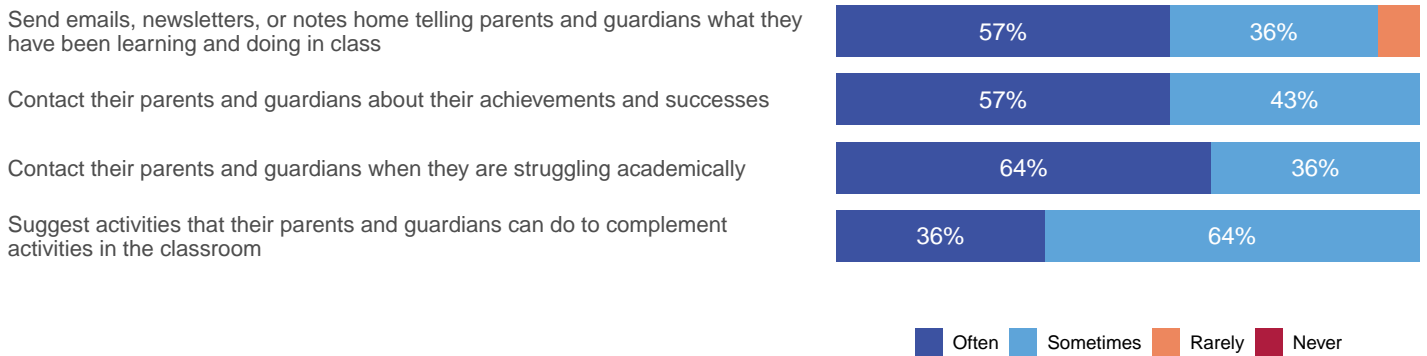 Send emails, newsletters, or notes home telling parents and guardians what they
have been learning and doing in class
57% 36%
Contact their parents and guardians about their achievements and successes
57% 43%
Contact their parents and guardians when they are struggling academically
64% 36%
Suggest activities that their parents and guardians can do to complement
activities in the classroom
36% 64%
Often Sometimes Rarely Never